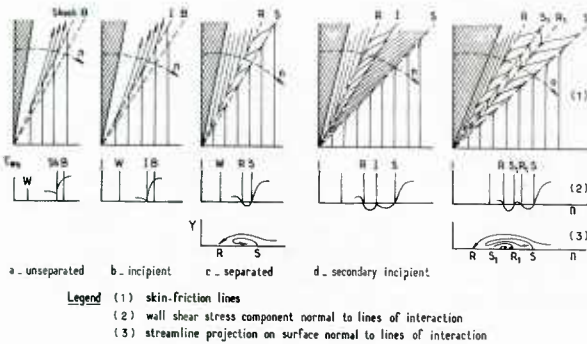 Shock B
I B
R S
R I S
R S₁ R₁ S
(1)
W
Sh B
W
I B
W
R S
R I S
R S₁ R₁ S
(2)
n
Y
R S
R S₁ R₁ S
(3)
n
a _ unseparated
b _ incipient
c _ separated
d _ secondary incipient
Legend (1) skin-friction lines
(2) wall shear stress component normal to lines of interaction
(3) streamline projection on surface normal to lines of interaction